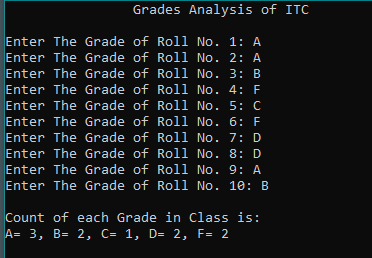 Grades Analysis of ITC
Enter The Grade of Roll No. 1: A
Enter The Grade of Roll No. 2: A
Enter The Grade of Roll No. 3: B
Enter The Grade of Roll No. 4: F
Enter The Grade of Roll No. 5: C
Enter The Grade of Roll No. 6: F
Enter The Grade of Roll No. 7: D
Enter The Grade of Roll No. 8: D
Enter The Grade of Roll No. 9: A
Enter The Grade of Roll No. 10: B
Count of each Grade in Class is:
A= 3, B= 2, C= 1, D= 2, F= 2